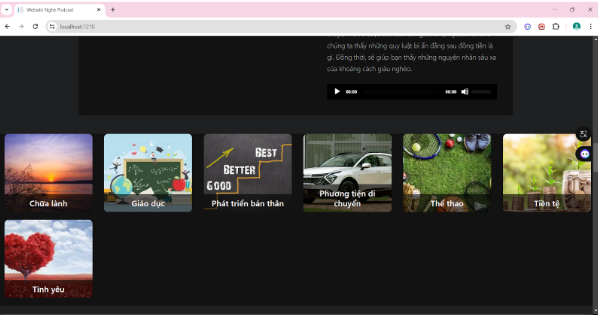 Website Nghe Podcast
localhost:7218
chúng ta thấy những quy luật bí ẩn đằng sau đồng tiền là
gì. Đồng thời, sẽ giúp bạn thấy những nguyên nhân sâu xa
của khoảng cách giàu nghèo.
00:00
00:00
BEST
BETTER
GOOD
Chữa lành
Giáo dục
Phát triển bản thân
Phương tiện di
chuyển
Thể thao
Tiền tệ
Tình yêu